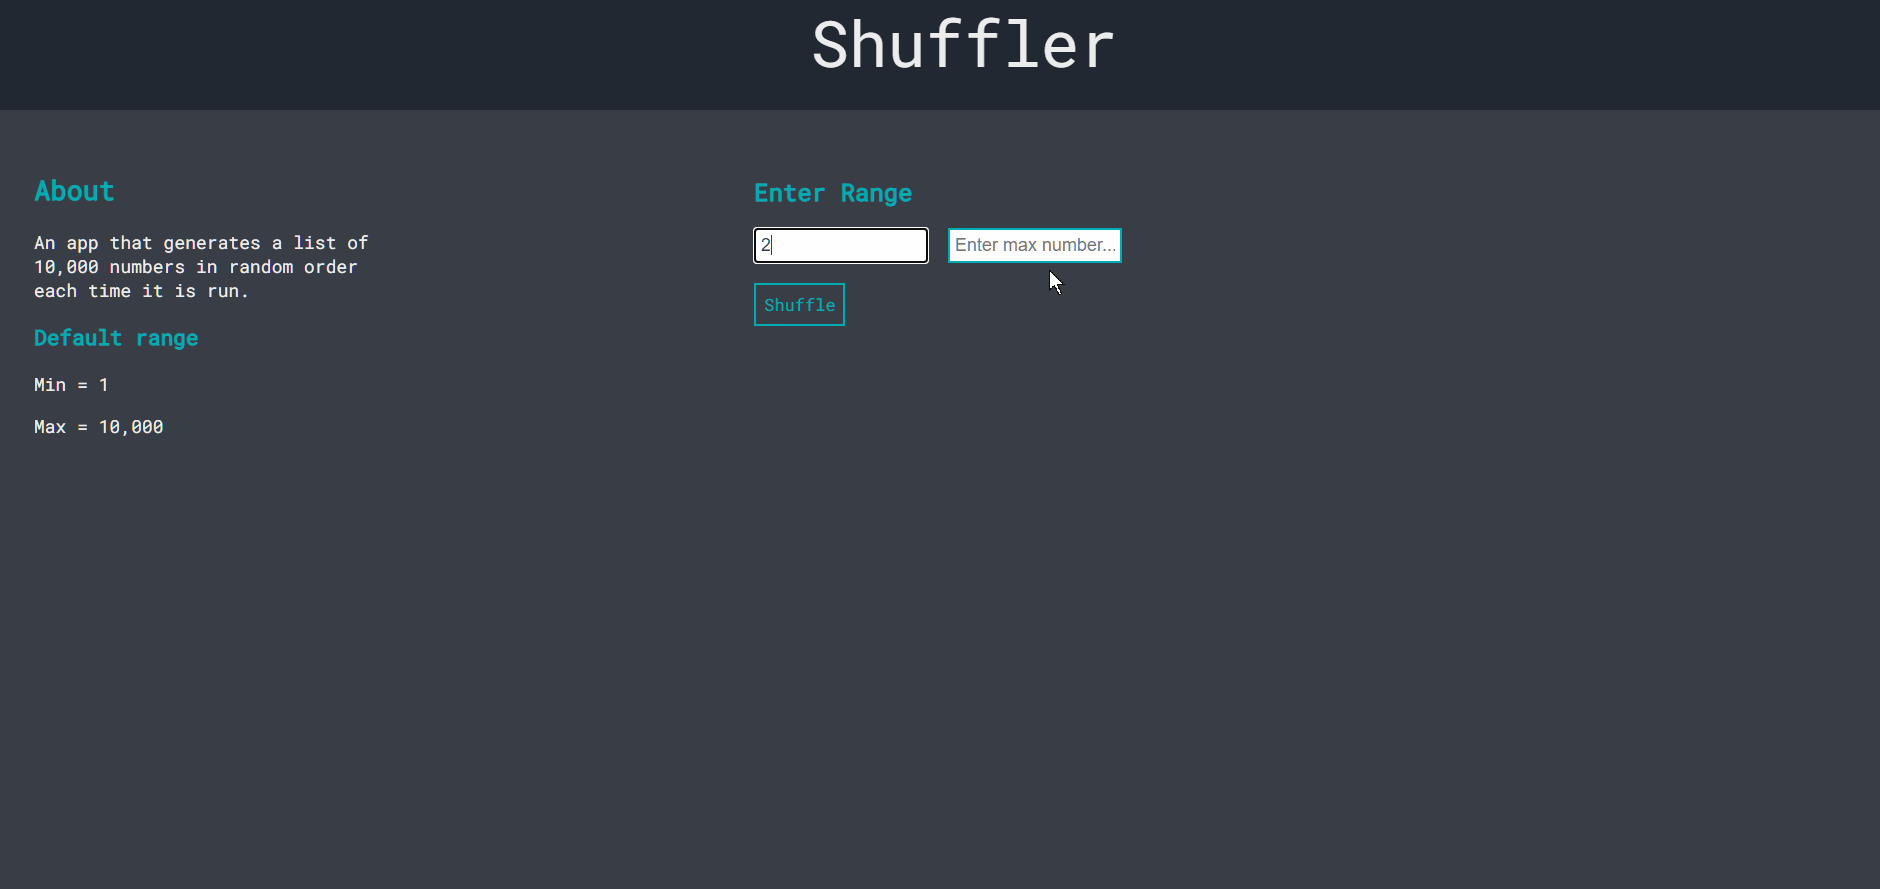 Shuffler
About
An app that generates a list of
10,000 numbers in random order
each time it is run.
Default range
Min = 1
Max = 10,000
Enter Range
2
Enter max number...
Shuffle